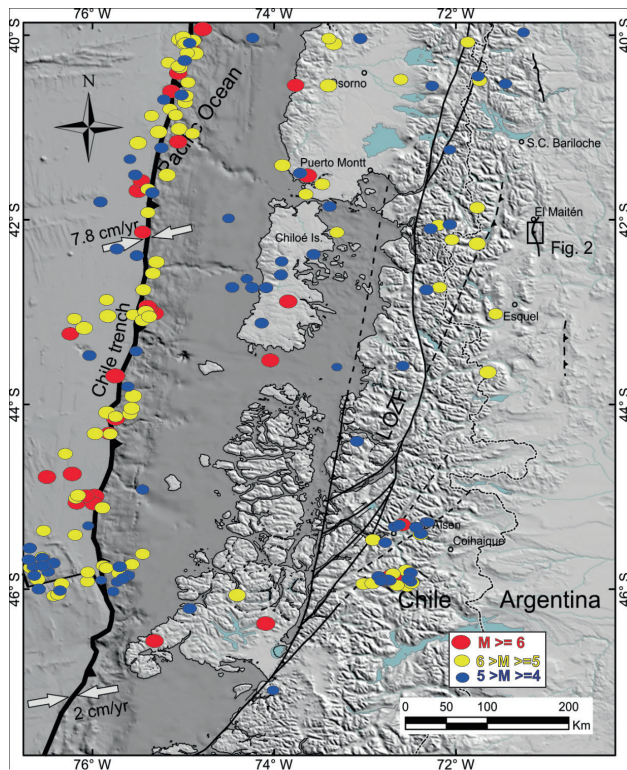 76°W 74°W 72°W
40°S 40°S
N
Pacific Ocean
Osorno
S.C. Bariloche
Puerto Montt
42°S 42°S
El Maitén
7.8 cm/yr
Chiloé Is.
Fig. 2
Esquel
Chile trench
44°S 44°S
LOZF
Aisen
Coihaique
46°S 46°S
Chile Argentina
M >= 6
6 >M >=5
5 >M >=4
2 cm/yr
0 50 100 200
Km
76°W 74°W 72°W